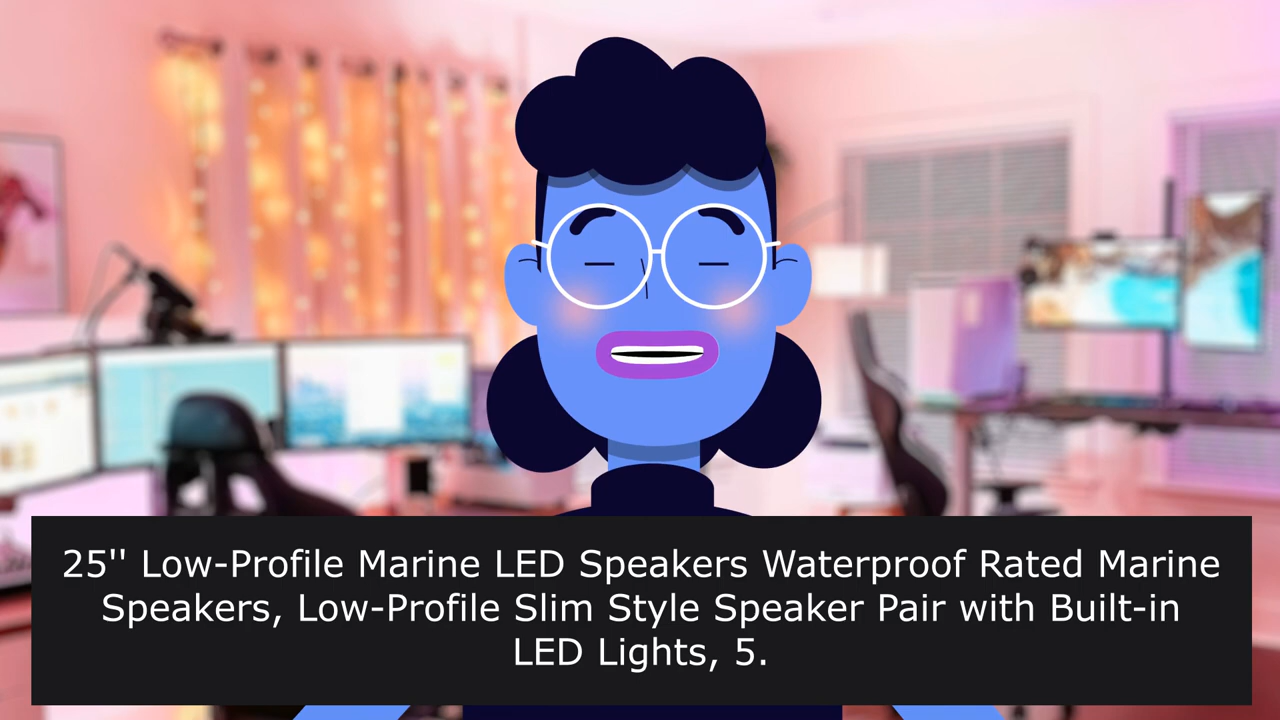 25'' Low-Profile Marine LED Speakers Waterproof Rated Marine
Speakers, Low-Profile Slim Style Speaker Pair with Built-in
LED Lights, 5.